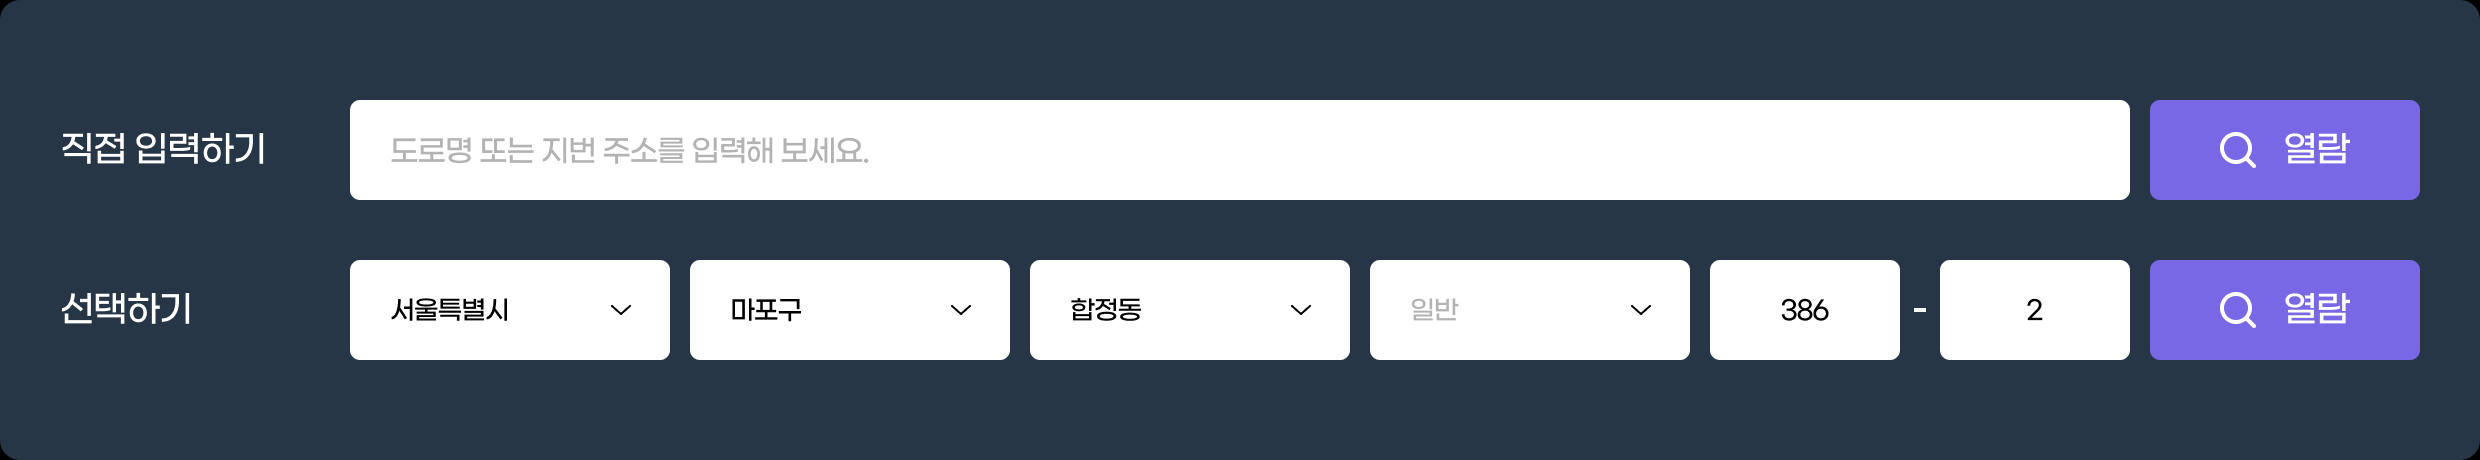 직접 입력하기 도로명 또는 지번 주소를 입력해 보세요. 열람
선택하기 서울특별시 마포구 합정동 일반 386 - 2 열람